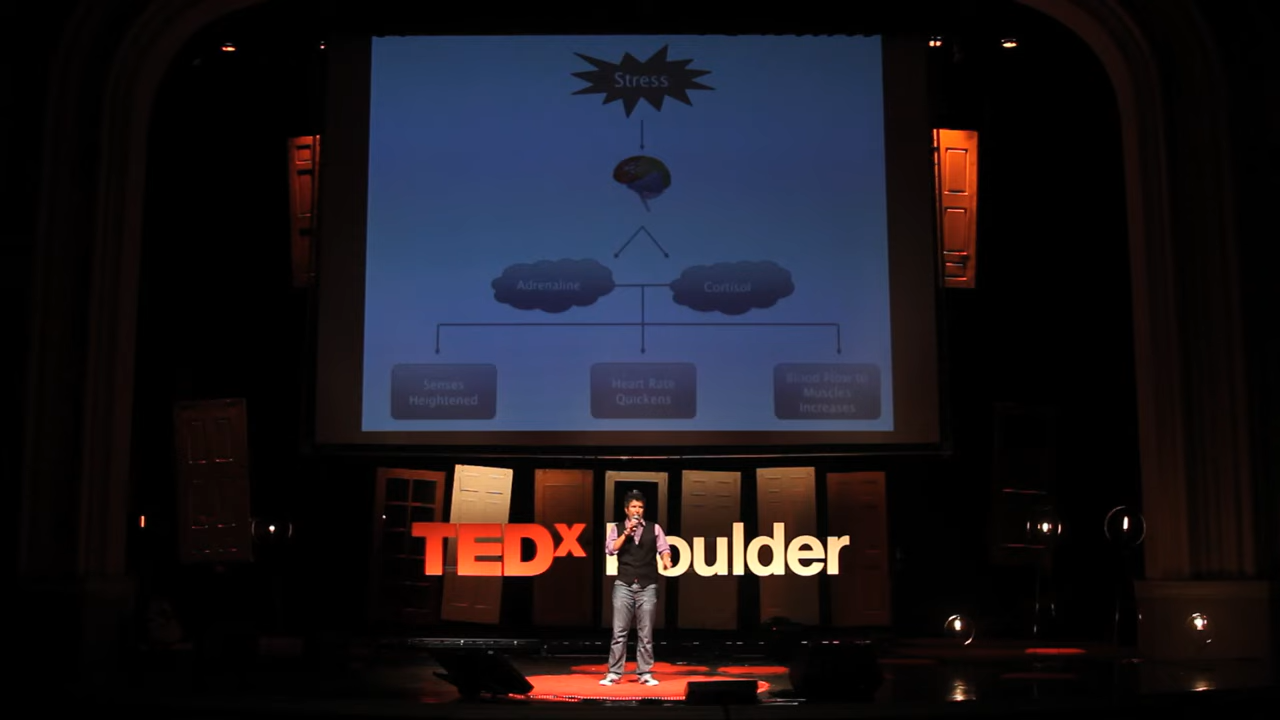 Stress
Adrenaline
Cortisol
Senses
Heightened
Heart Rate
Quickens
Blood Flow to
Muscles
Increases
TEDx
oulder